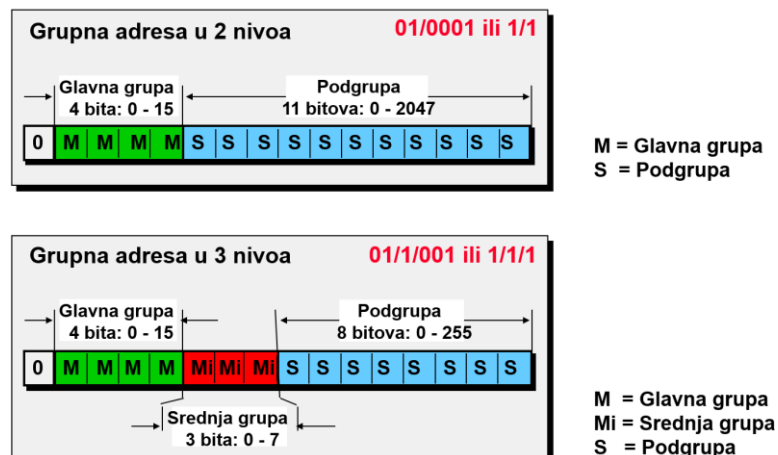 Grupna adresa u 2 nivoa 01/0001 ili 1/1
Glavna grupa
4 bita: 0 - 15
Podgrupa
11 bitova: 0 - 2047
0 M M M M S S S S S S S S S S S
M = Glavna grupa
S = Podgrupa
Grupna adresa u 3 nivoa 01/1/001 ili 1/1/1
Glavna grupa
4 bita: 0 - 15
Podgrupa
8 bitova: 0 - 255
0 M M M M Mi Mi Mi S S S S S S S S
Srednja grupa
3 bita: 0 - 7
M = Glavna grupa
Mi = Srednja grupa
S = Podgrupa